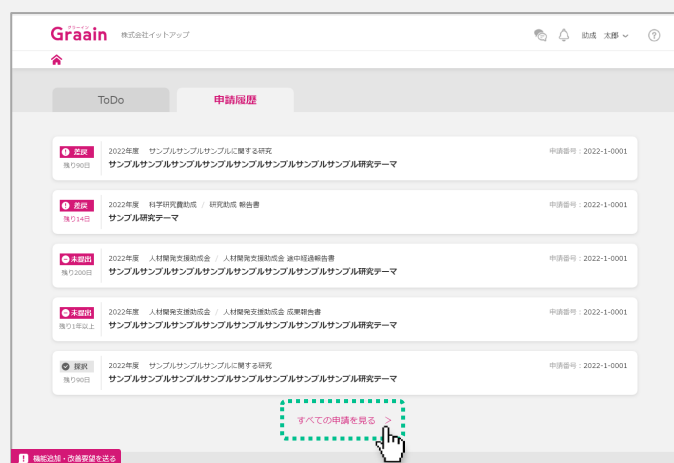 グラーイン
Graain 株式会社イットアップ 助成 太郎
ToDo 申請履歴
差戻 2022年度 サンプルサンプルサンプルに関する研究 申請番号：2022-1-0001
残り90日 サンプルサンプルサンプルサンプルサンプルサンプルサンプルサンプル研究テーマ
差戻 2022年度 科学研究費助成 / 研究助成 報告書 申請番号：2022-1-0001
残り14日 サンプル研究テーマ
未提出 2022年度 人材開発支援助成会 / 人材開発支援助成金 途中経過報告書 申請番号：2022-1-0001
残り200日 サンプルサンプルサンプルサンプルサンプルサンプルサンプルサンプル研究テーマ
未提出 2022年度 人材開発支援助成会 / 人材開発支援助成金 成果報告書 申請番号：2022-1-0001
残り1年以上 サンプルサンプルサンプルサンプルサンプルサンプルサンプルサンプル研究テーマ
採択 2022年度 サンプルサンプルサンプルに関する研究 申請番号：2022-1-0001
残り90日 サンプルサンプルサンプルサンプルサンプルサンプルサンプルサンプル研究テーマ
すべての申請を見る >
機能追加・改善要望を送る